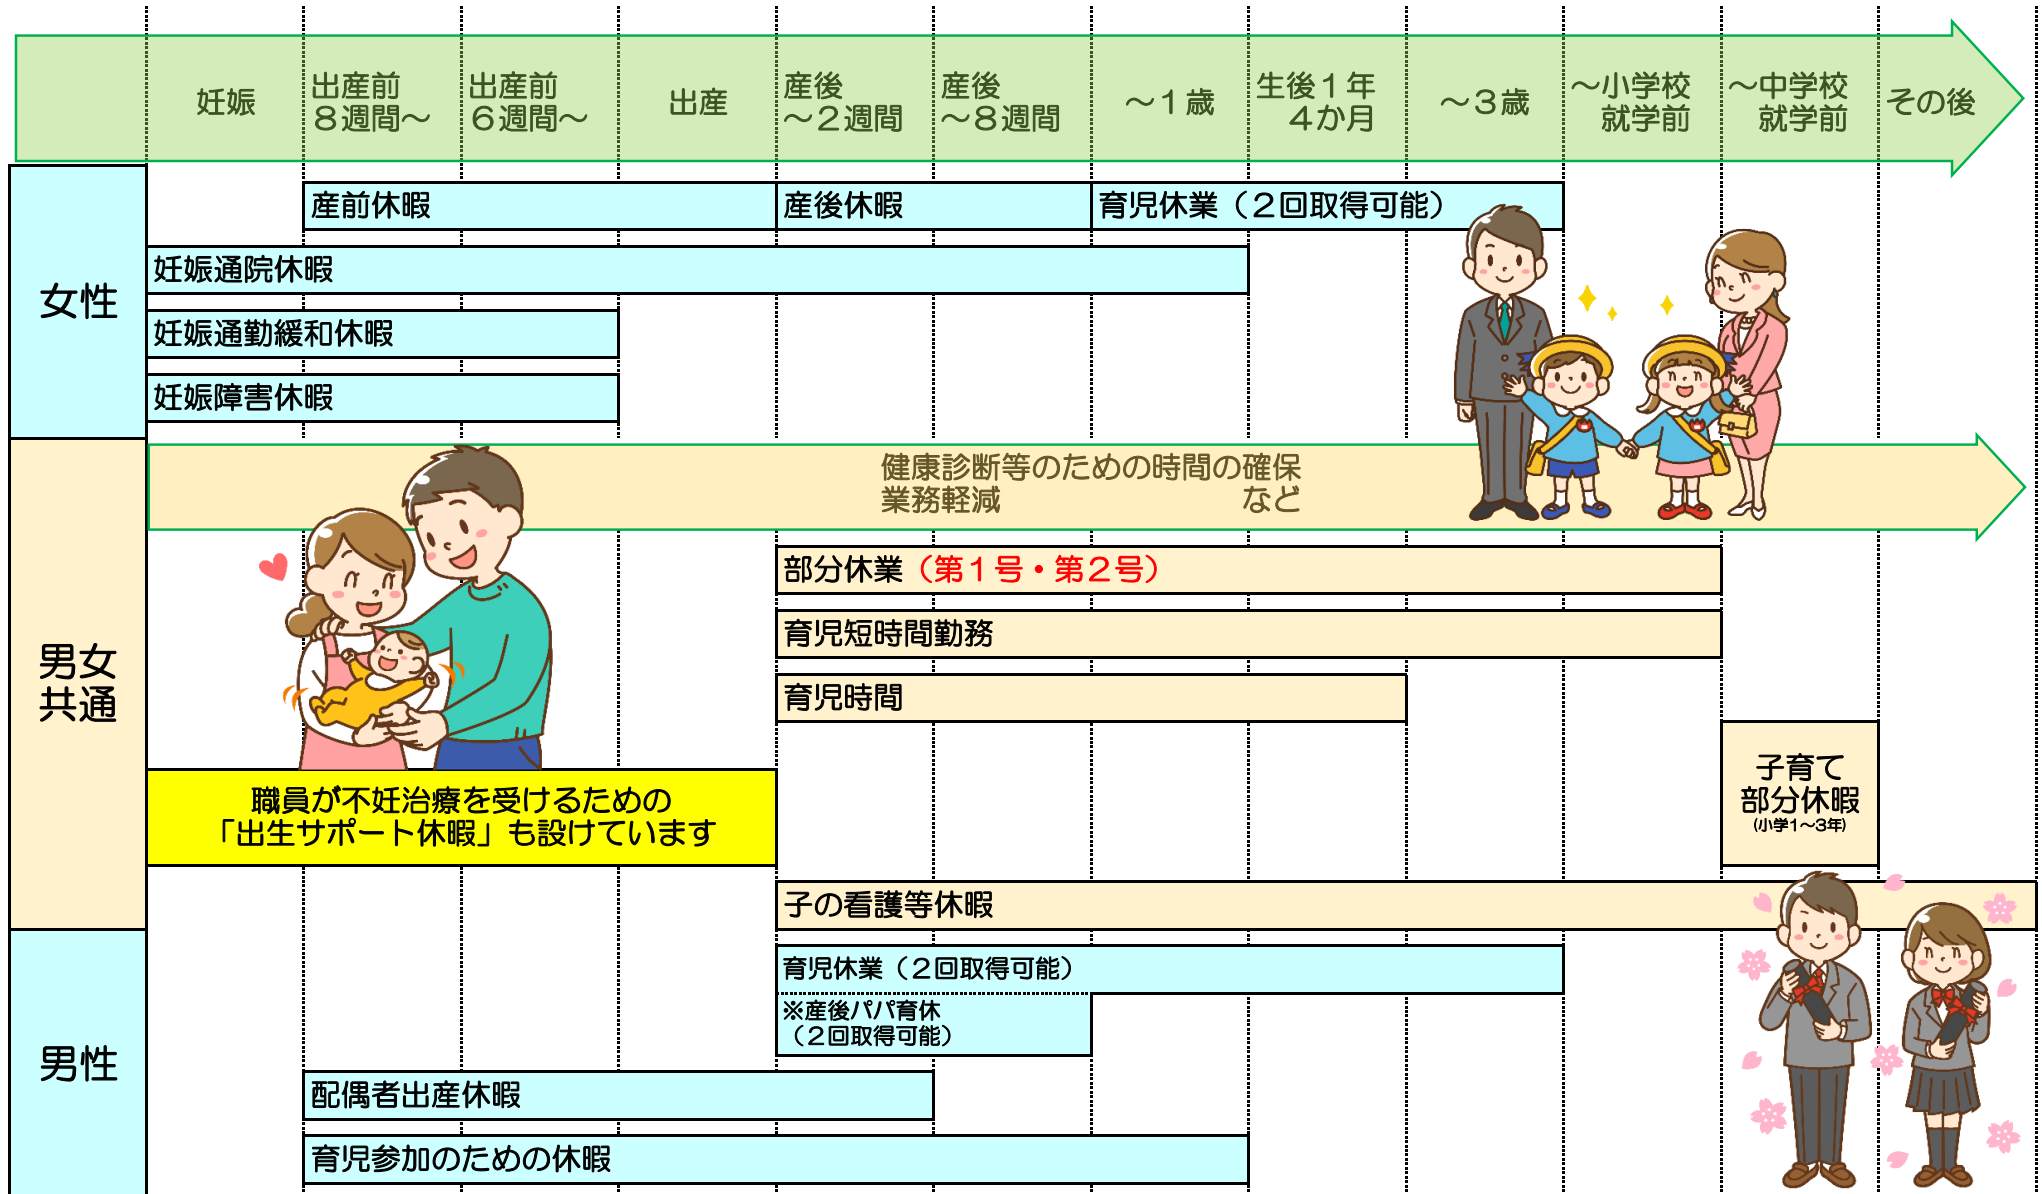 妊娠
出産前
８週間～
出産前
６週間～
出産
産後
～２週間
産後
～８週間
～１歳
生後１年
４か月
～３歳
～小学校
就学前
～中学校
就学前
その後
女性
産前休暇
産後休暇
育児休業（２回取得可能）
妊娠通院休暇
妊娠通勤緩和休暇
妊娠障害休暇
男女
共通
健康診断等のための時間の確保
業務軽減　　　　　　　　など
部分休業（第１号・第２号）
育児短時間勤務
育児時間
子育て
部分休暇
(小学1～3年)
職員が不妊治療を受けるための
「出生サポート休暇」も設けています
子の看護等休暇
男性
育児休業（２回取得可能）
※産後パパ育休
（２回取得可能）
配偶者出産休暇
育児参加のための休暇